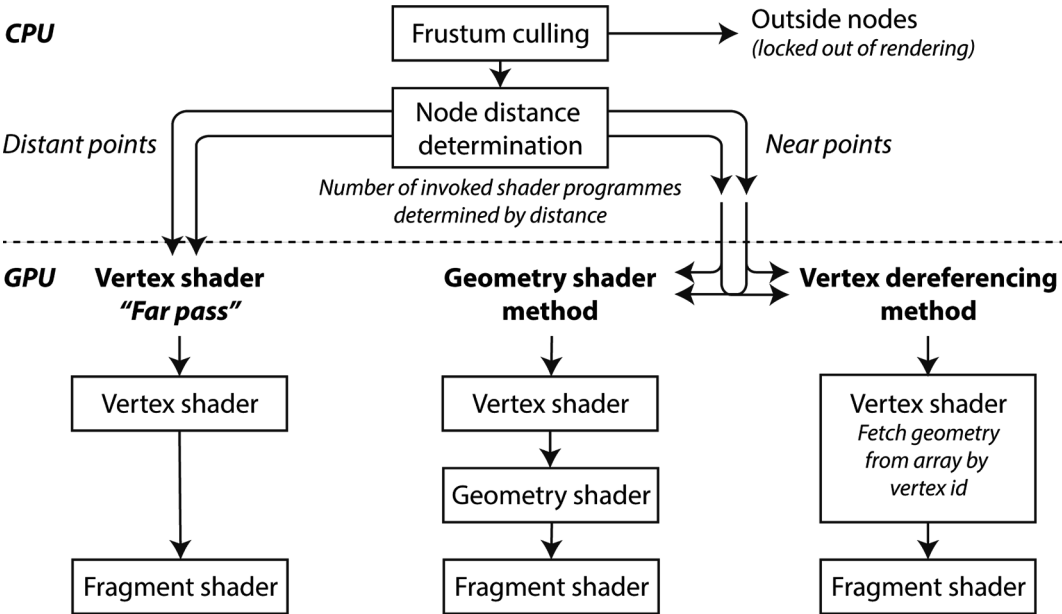 CPU
Frustum culling
Outside nodes
(locked out of rendering)
Node distance
determination
Distant points
Near points
Number of invoked shader programmes
determined by distance
GPU
Vertex shader
“Far pass”
Geometry shader
method
Vertex dereferencing
method
Vertex shader
Vertex shader
Vertex shader
Fetch geometry
from array by
vertex id
Geometry shader
Fragment shader
Fragment shader
Fragment shader